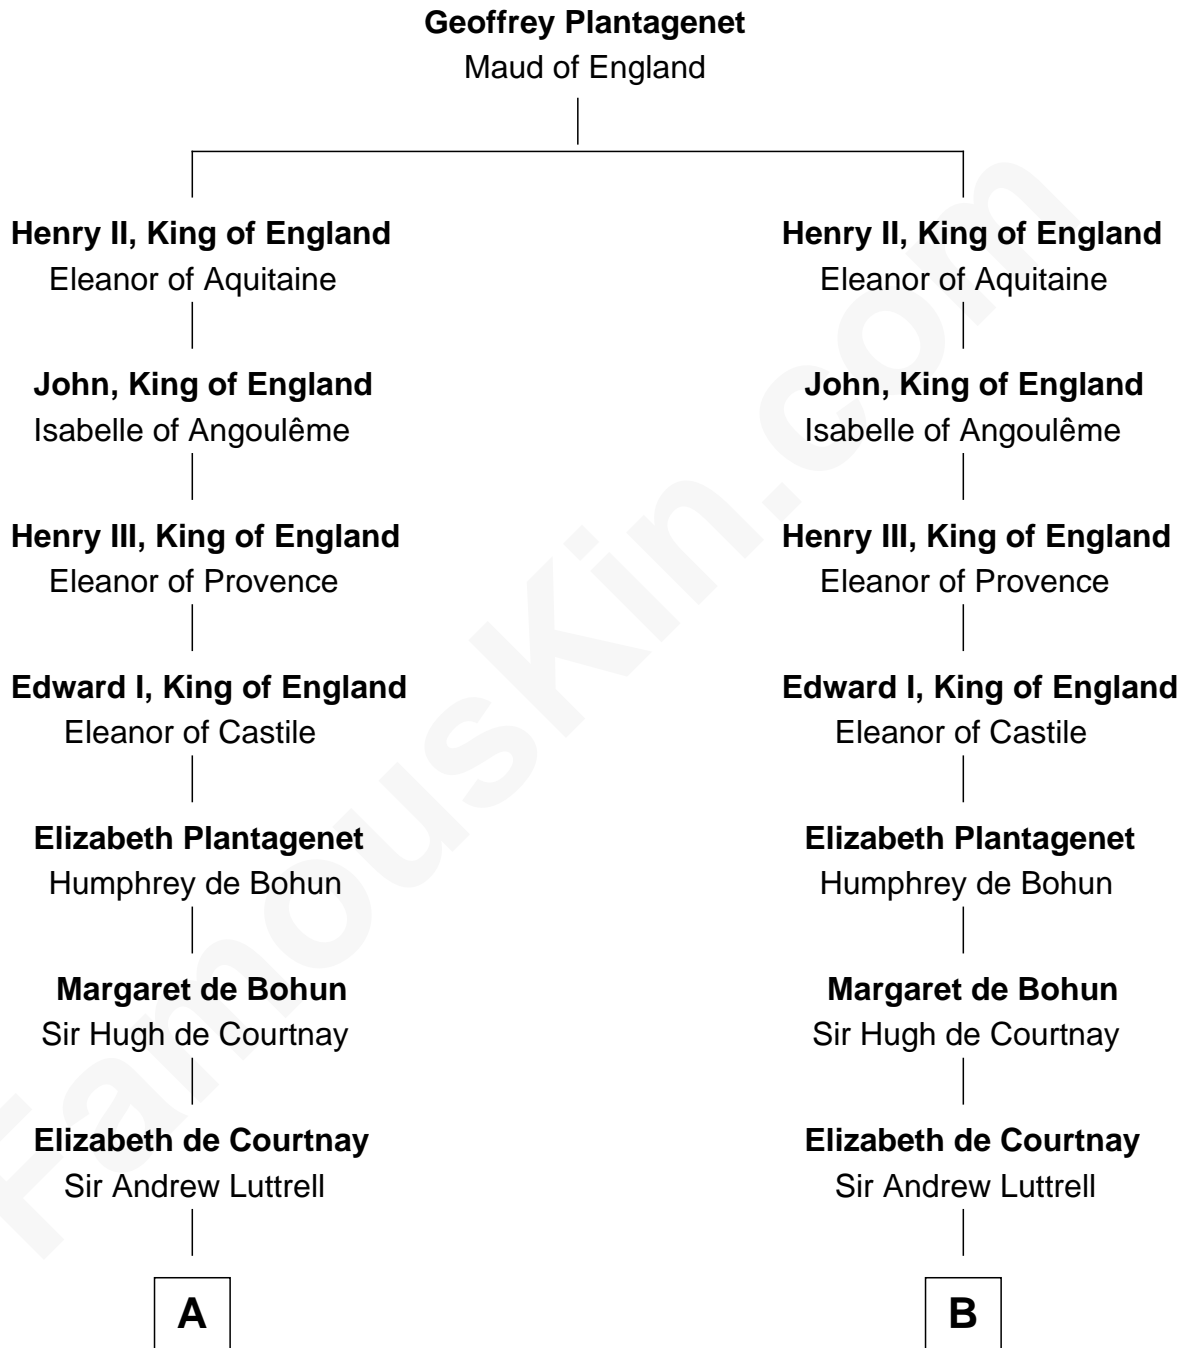 Geoffrey Plantagenet
Maud of England
Henry II, King of England
Eleanor of Aquitaine
John, King of England
Isabelle of Angoulême
Henry III, King of England
Eleanor of Provence
Edward I, King of England
Eleanor of Castile
Elizabeth Plantagenet
Humphrey de Bohun
Margaret de Bohun
Sir Hugh de Courtnay
Elizabeth de Courtnay
Sir Andrew Luttrell
A
Henry II, King of England
Eleanor of Aquitaine
John, King of England
Isabelle of Angoulême
Henry III, King of England
Eleanor of Provence
Edward I, King of England
Eleanor of Castile
Elizabeth Plantagenet
Humphrey de Bohun
Margaret de Bohun
Sir Hugh de Courtnay
Elizabeth de Courtnay
Sir Andrew Luttrell
B
FamousKin.com